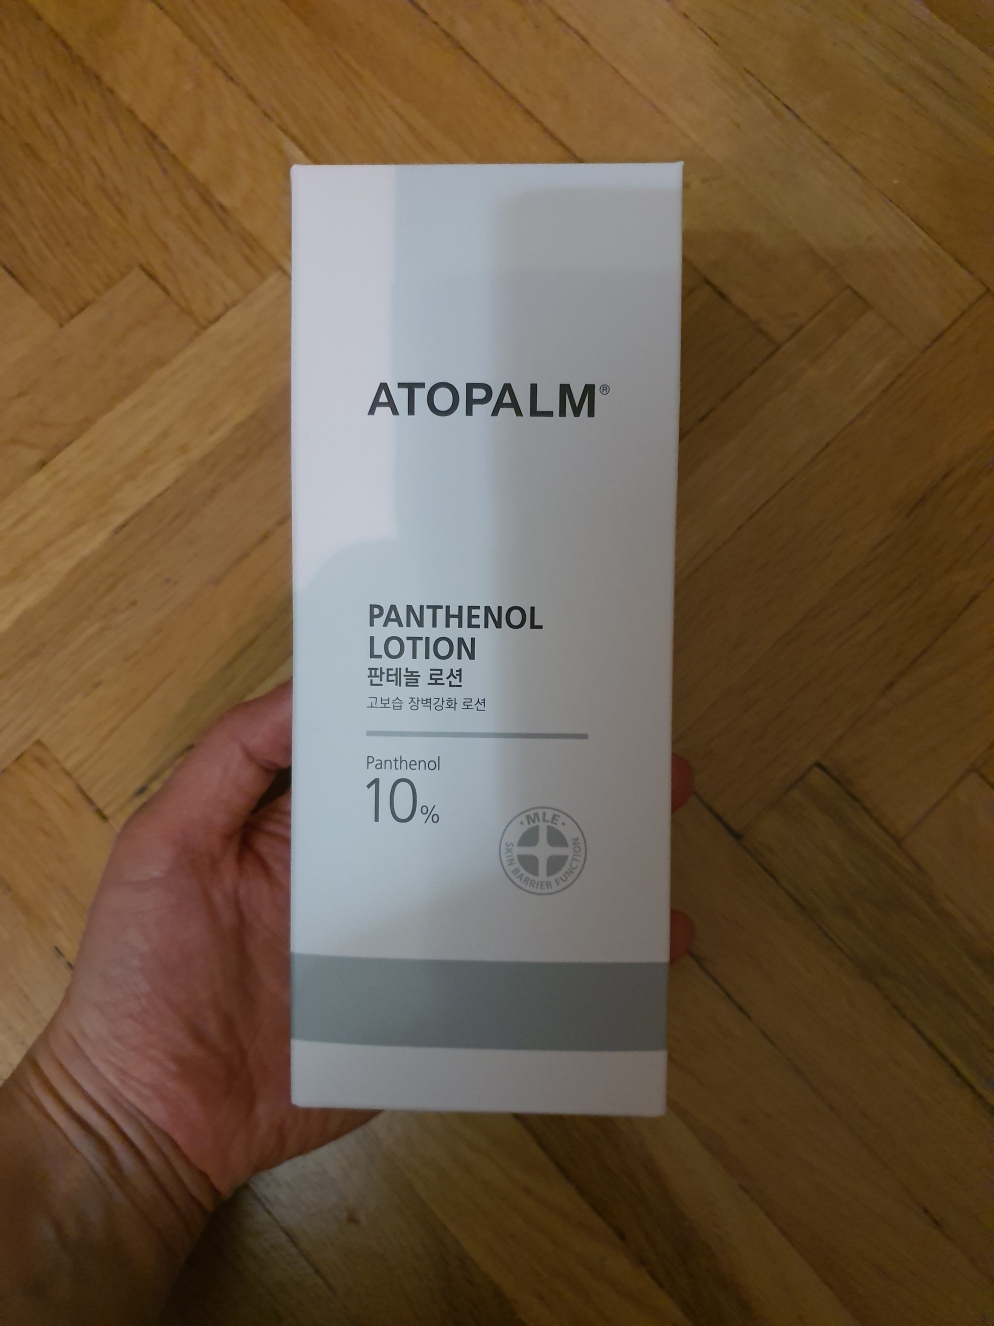 ATOPALM®
PANTHENOL
LOTION
판테놀 로션
고보습 장벽강화 로션
Panthenol
10%
·MLE·
SKIN BARRIER FUNCTION